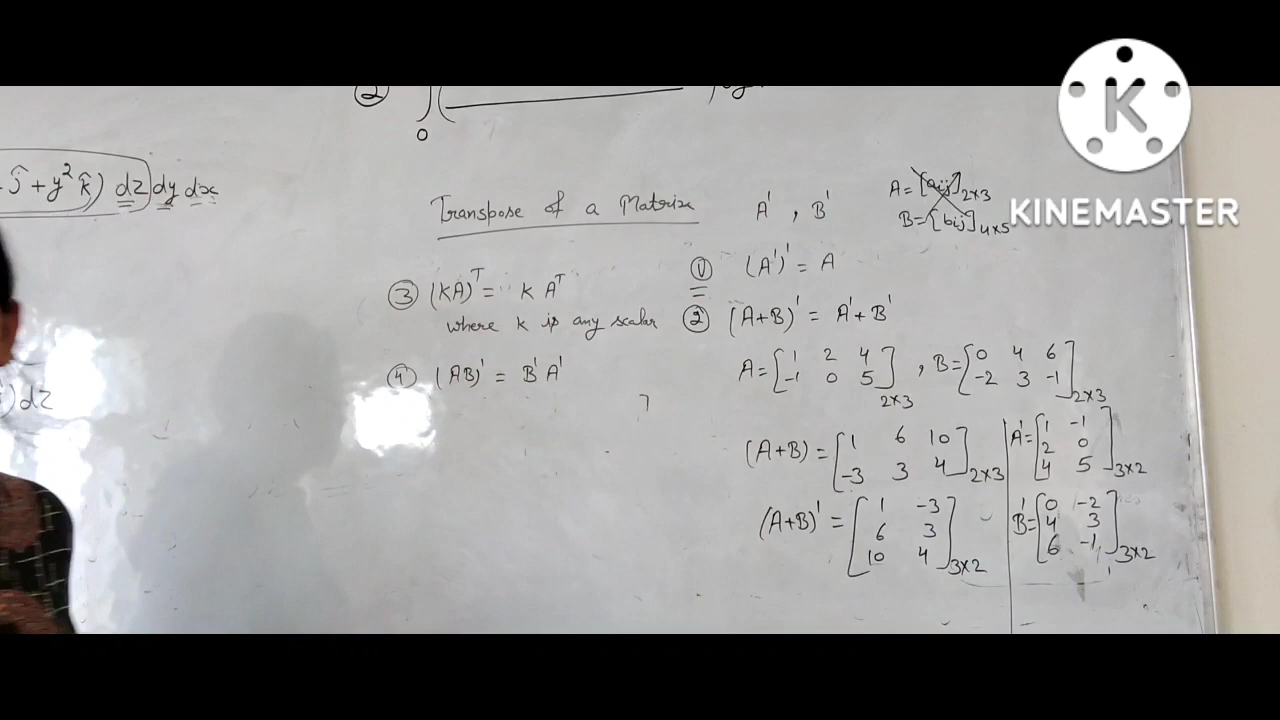 ② ∫ (
0
ĵ + y² k̂) dz dy dx
) dz
Transpose of a Matrix A' , B'
A = [aij]2×3
B = [bij]4×5
① (A')' = A
② (A+B)' = A' + B'
③ (KA)ᵀ = K Aᵀ
where K is any scalar
④ (AB)' = B' A'
A = [1 2 4
-1 0 5]2×3 , B = [0 4 6
-2 3 -1]2×3
(A+B) = [1 6 10
-3 3 4]2×3
A' = [1 -1
2 0
4 5]3×2
(A+B)' = [1 -3
6 3
10 4]3×2
B' = [0 -2
4 3
6 -1]3×2
KINEMASTER